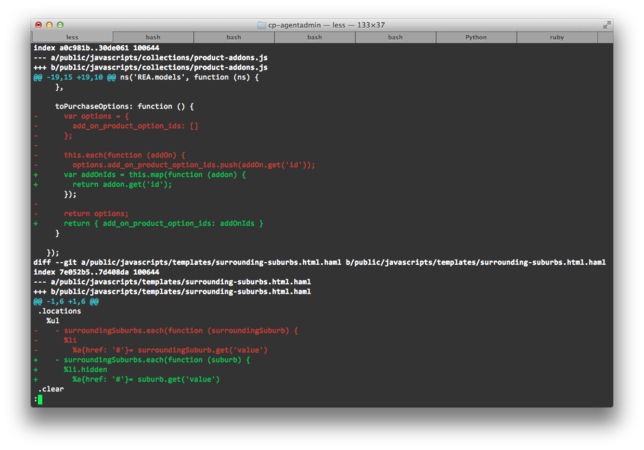 cp-agentadmin — less — 133×37
less bash bash bash bash Python ruby
index a0c981b..30de061 100644
--- a/public/javascripts/collections/product-addons.js
+++ b/public/javascripts/collections/product-addons.js
@@ -19,15 +19,10 @@ ns('REA.models', function (ns) {
     },

     toPurchaseOptions: function () {
-      var options = {
-        add_on_product_option_ids: []
-      };
-
-      this.each(function (addOn) {
-        options.add_on_product_option_ids.push(addOn.get('id'));
+      var addOnIds = this.map(function (addon) {
+        return addon.get('id');
       });
-
-      return options;
+      return { add_on_product_option_ids: addOnIds }
     }

   });
diff --git a/public/javascripts/templates/surrounding-suburbs.html.haml b/public/javascripts/templates/surrounding-suburbs.html.haml
index 7e052b5..7d408da 100644
--- a/public/javascripts/templates/surrounding-suburbs.html.haml
+++ b/public/javascripts/templates/surrounding-suburbs.html.haml
@@ -1,6 +1,6 @@
 .locations
   %ul
-    - surroundingSuburbs.each(function (surroundingSuburb) {
-      %li
-        %a{href: '#'}= surroundingSuburb.get('value')
+    - surroundingSuburbs.each(function (suburb) {
+      %li.hidden
+        %a{href: '#'}= suburb.get('value')
 .clear
: